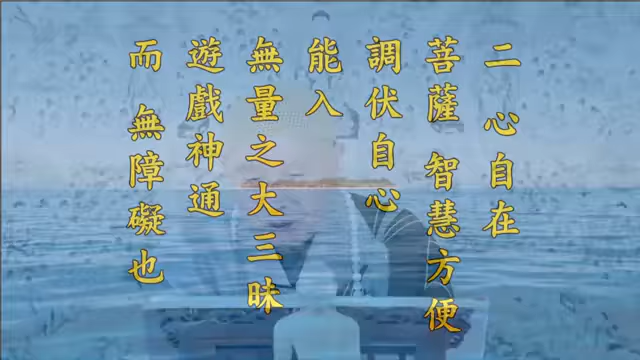 二 心自在
菩薩 智慧方便
調伏自心
能入
無量之大三昧
遊戲神通
而 無障礙也